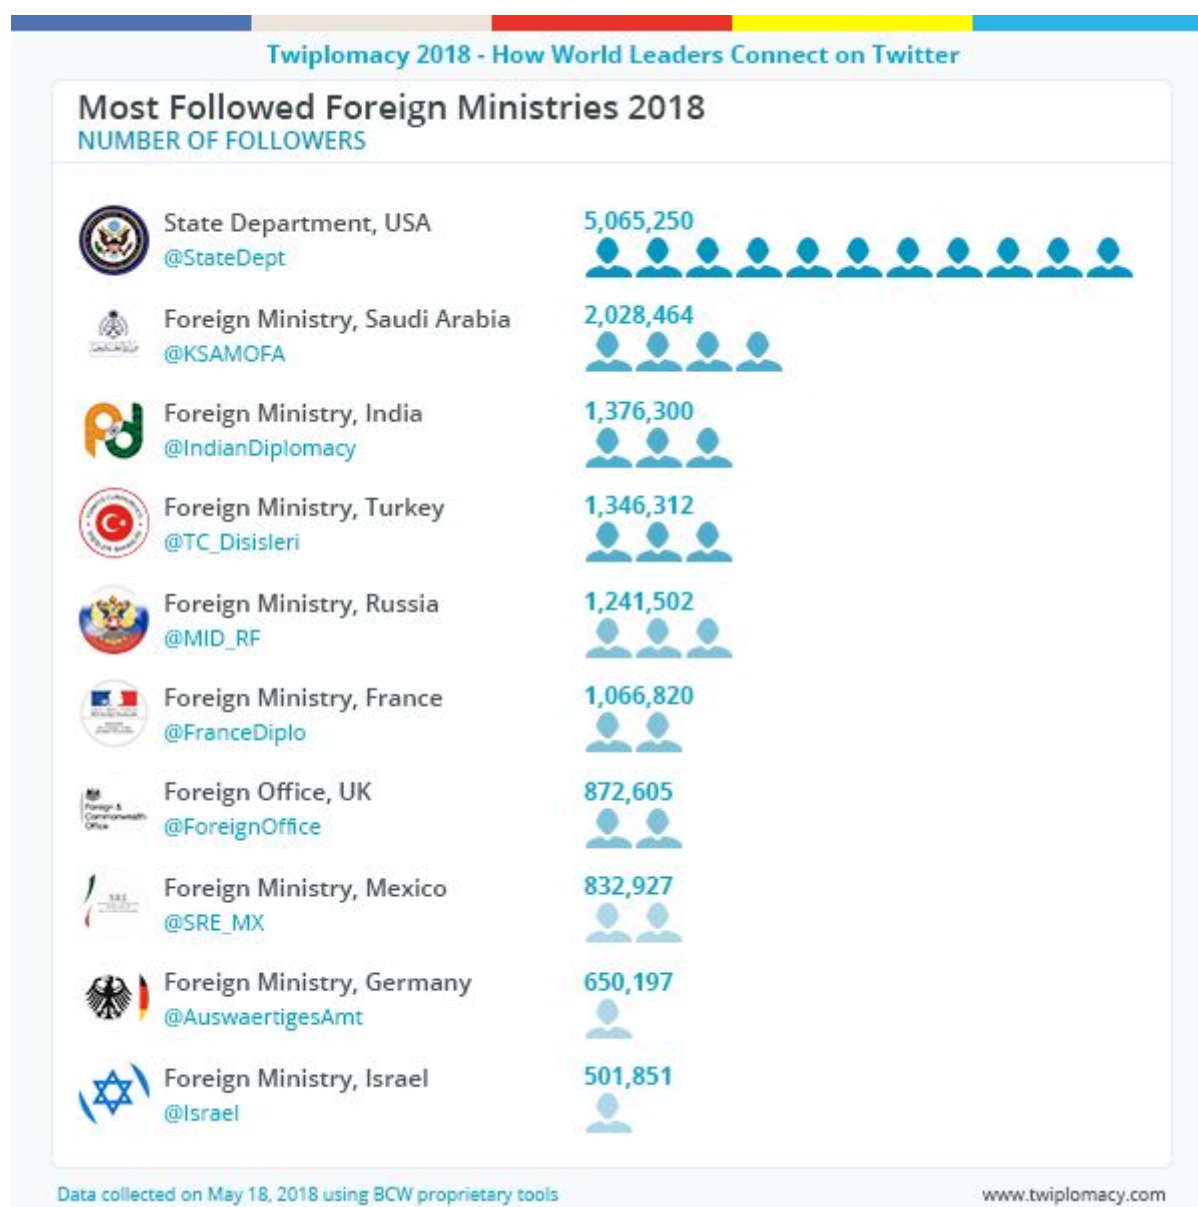 Twiplomacy 2018 - How World Leaders Connect on Twitter
Most Followed Foreign Ministries 2018
NUMBER OF FOLLOWERS
State Department, USA
@StateDept
5,065,250
Foreign Ministry, Saudi Arabia
@KSAMOFA
2,028,464
Foreign Ministry, India
@IndianDiplomacy
1,376,300
Foreign Ministry, Turkey
@TC_Disisleri
1,346,312
Foreign Ministry, Russia
@MID_RF
1,241,502
Foreign Ministry, France
@FranceDiplo
1,066,820
Foreign &
Commonwealth
Office
Foreign Office, UK
@ForeignOffice
872,605
Foreign Ministry, Mexico
@SRE_MX
832,927
Foreign Ministry, Germany
@AuswaertigesAmt
650,197
Foreign Ministry, Israel
@Israel
501,851
Data collected on May 18, 2018 using BCW proprietary tools
www.twiplomacy.com